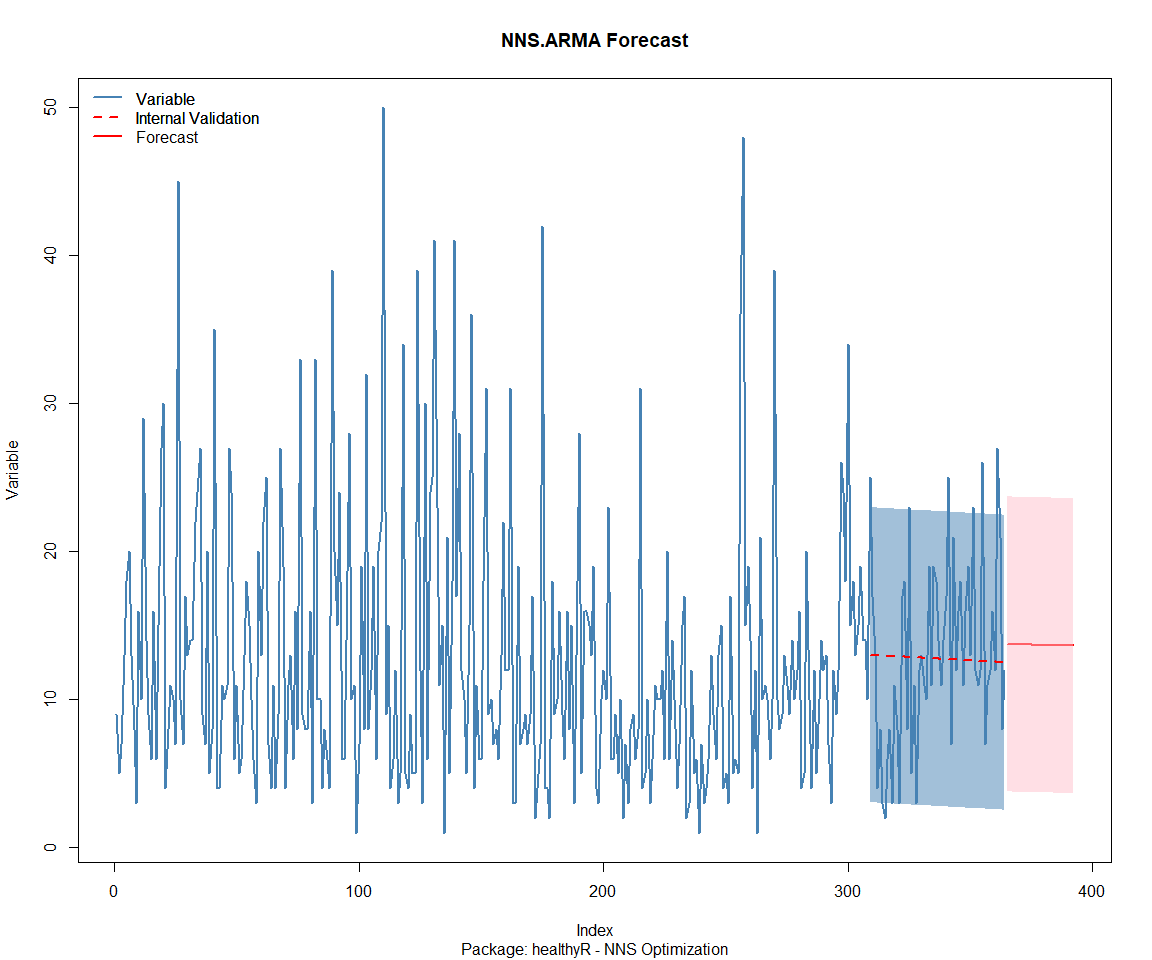 NNS.ARMA Forecast
Variable
Internal Validation
Forecast
Variable
50
40
30
20
10
0
0 100 200 300 400
Index
Package: healthyR - NNS Optimization